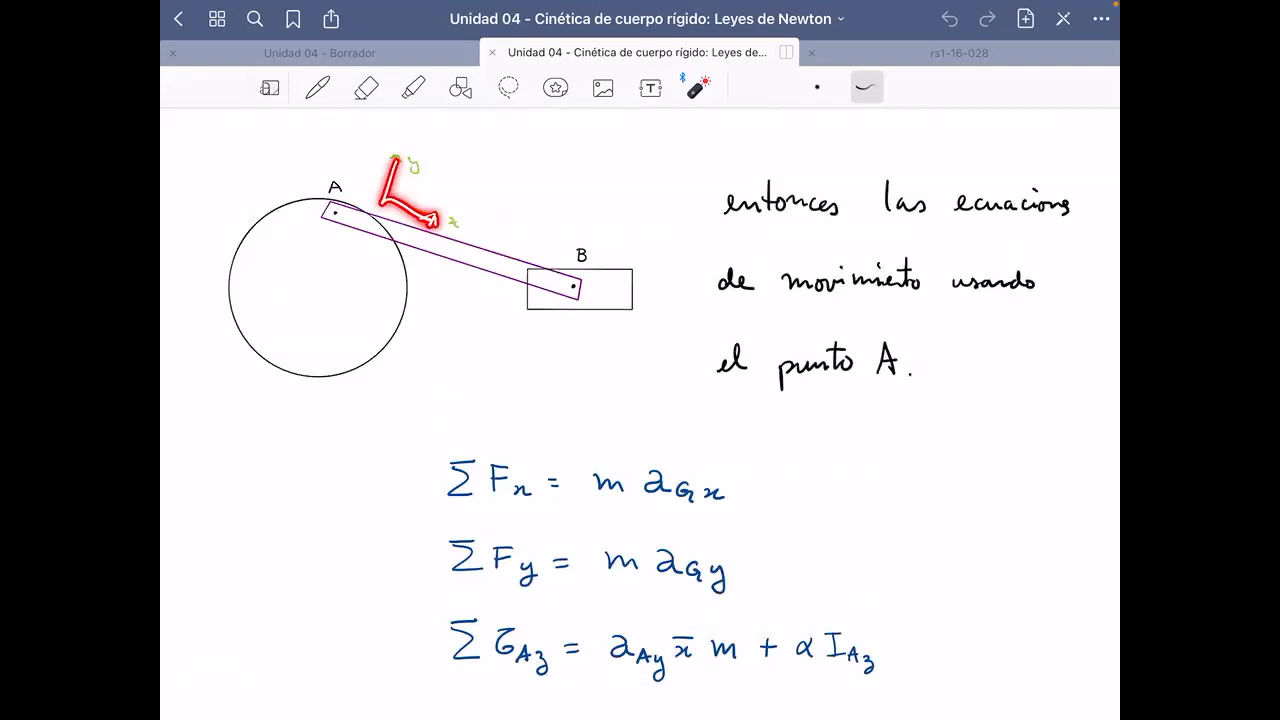 Unidad 04 - Cinética de cuerpo rígido: Leyes de Newton
Unidad 04 - Borrador
Unidad 04 - Cinética de cuerpo rígido: Leyes de...
rs1-16-028
T
A
y
x
B
entonces las ecuaciones
de movimiento usando
el punto A.
Σ Fx = m aGx
Σ Fy = m aGy
Σ τAz = aAy x̄ m + α IAz